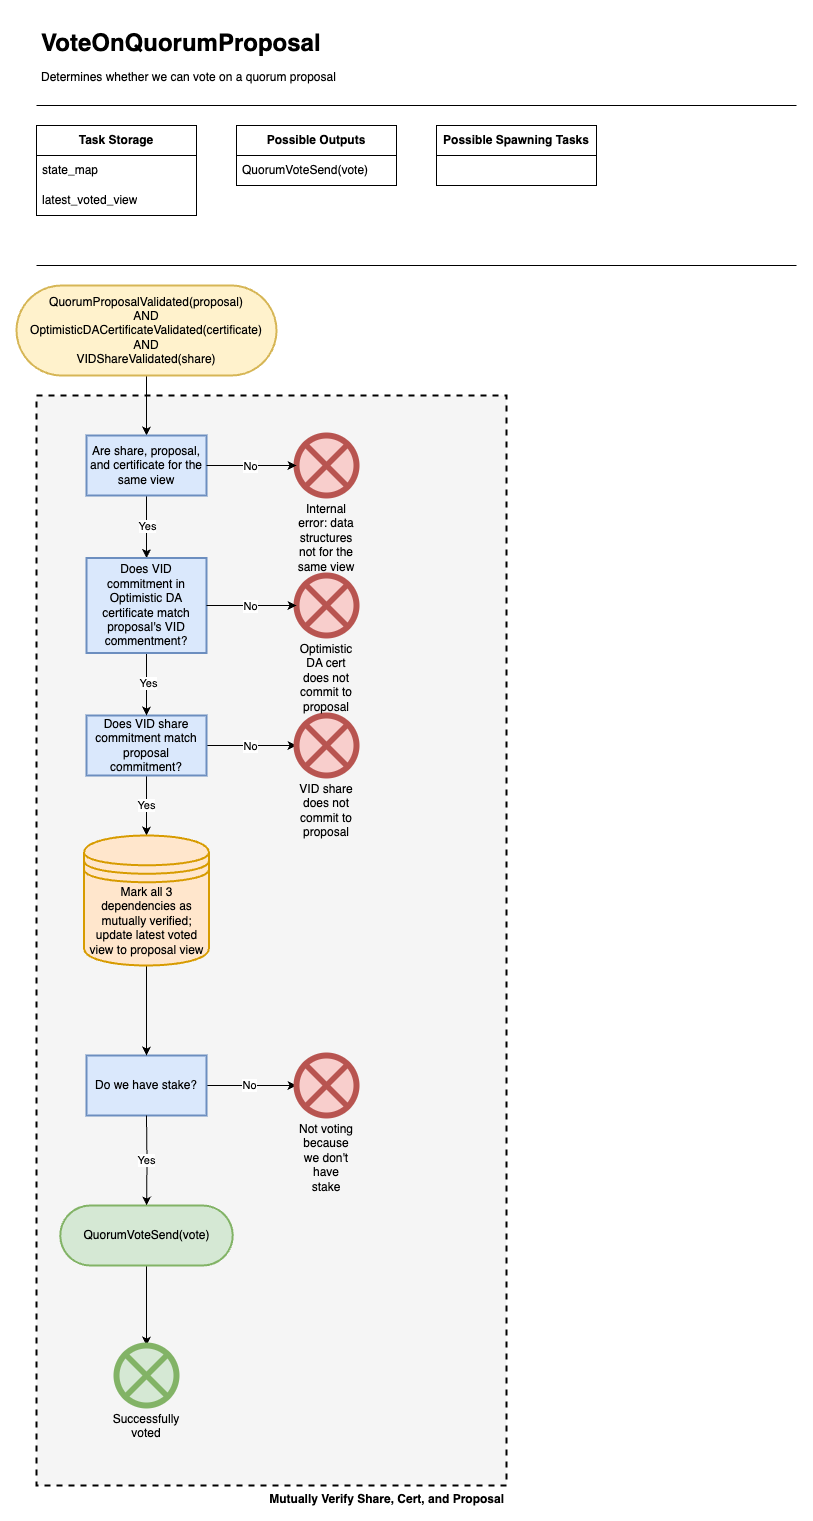 VoteOnQuorumProposal
Determines whether we can vote on a quorum proposal
Task Storage
state_map
latest_voted_view
Possible Outputs
QuorumVoteSend(vote)
Possible Spawning Tasks
QuorumProposalValidated(proposal)
AND
OptimisticDACertificateValidated(certificate)
AND
VIDShareValidated(share)
Are share, proposal,
and certificate for the
same view
No
Internal
error: data
structures
not for the
same view
Yes
Does VID
commitment in
Optimistic DA
certificate match
proposal's VID
commentment?
No
Optimistic
DA cert
does not
commit to
proposal
Yes
Does VID share
commitment match
proposal
commitment?
No
VID share
does not
commit to
proposal
Yes
Mark all 3
dependencies as
mutually verified;
update latest voted
view to proposal view
Do we have stake?
No
Not voting
because
we don't
have
stake
Yes
QuorumVoteSend(vote)
Successfully
voted
Mutually Verify Share, Cert, and Proposal